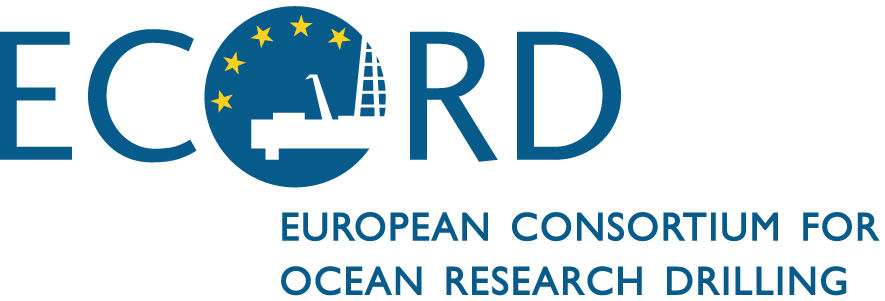 ECORD
EUROPEAN CONSORTIUM FOR
OCEAN RESEARCH DRILLING